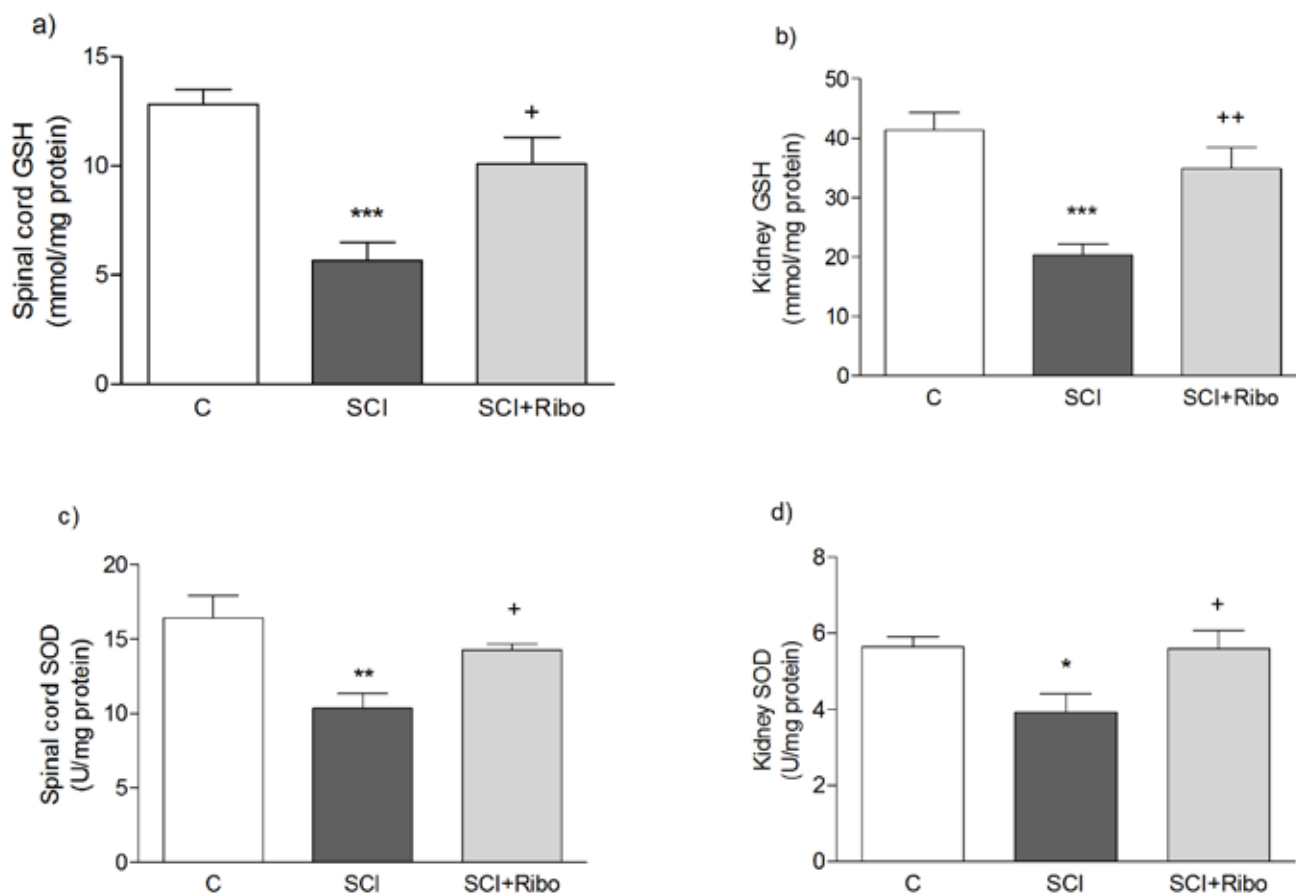 a)
Spinal cord GSH
(mmol/mg protein)
15
10
5
0
***
+
C SCI SCI+Ribo
b)
Kidney GSH
(mmol/mg protein)
50
40
30
20
10
0
***
++
C SCI SCI+Ribo
c)
Spinal cord SOD
(U/mg protein)
20
15
10
5
0
**
+
C SCI SCI+Ribo
d)
Kidney SOD
(U/mg protein)
8
6
4
2
0
*
+
C SCI SCI+Ribo